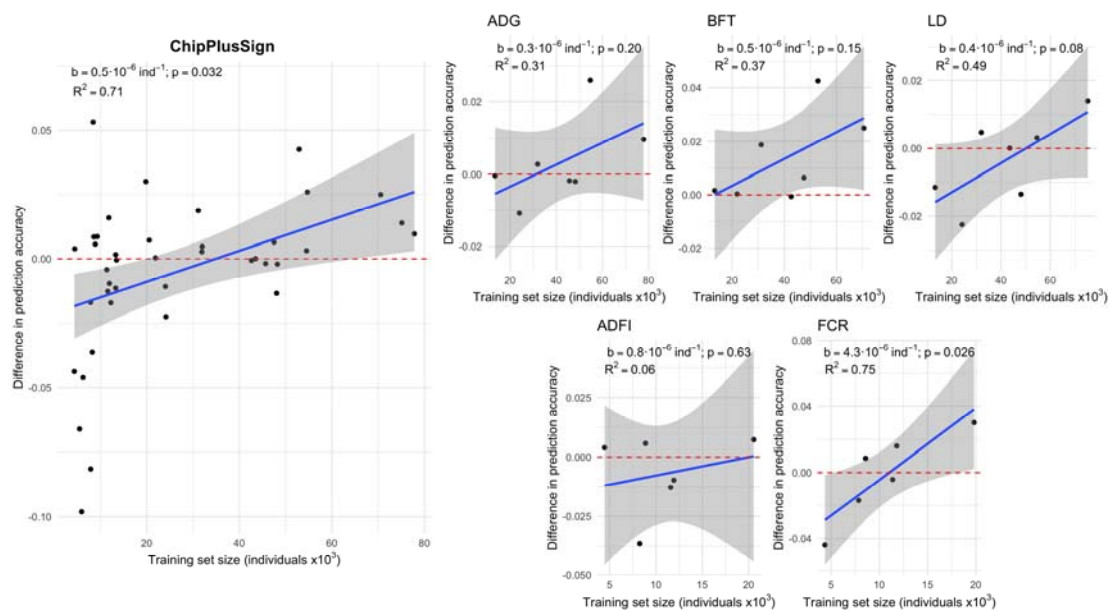 ChipPlusSign
b = 0.5·10⁻⁶ ind⁻¹; p = 0.032
R² = 0.71
Difference in prediction accuracy
0.05
0.00
-0.05
-0.10
20
40
60
80
Training set size (individuals x10³)
ADG
b = 0.3·10⁻⁶ ind⁻¹; p = 0.20
R² = 0.31
Difference in prediction accuracy
0.02
0.00
-0.02
20
40
60
80
Training set size (individuals x10³)
BFT
b = 0.5·10⁻⁶ ind⁻¹; p = 0.15
R² = 0.37
Difference in prediction accuracy
0.04
0.02
0.00
-0.02
-0.04
20
40
60
Training set size (individuals x10³)
LD
b = 0.4·10⁻⁶ ind⁻¹; p = 0.08
R² = 0.49
Difference in prediction accuracy
0.02
0.00
-0.02
20
40
60
Training set size (individuals x10³)
ADFI
b = 0.8·10⁻⁶ ind⁻¹; p = 0.63
R² = 0.06
Difference in prediction accuracy
0.025
0.000
-0.025
-0.050
5
10
15
20
Training set size (individuals x10³)
FCR
b = 4.3·10⁻⁶ ind⁻¹; p = 0.026
R² = 0.75
Difference in prediction accuracy
0.08
0.04
0.00
-0.04
5
10
15
20
Training set size (individuals x10³)